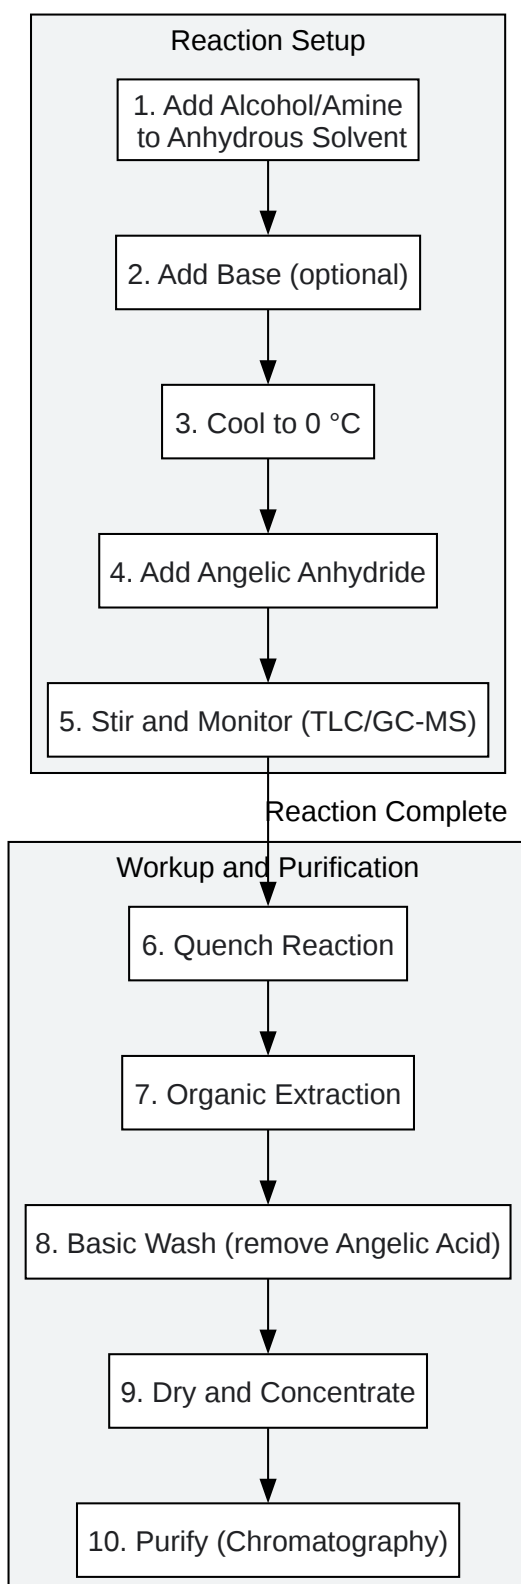 Reaction Setup
1. Add Alcohol/Amine
to Anhydrous Solvent
2. Add Base (optional)
3. Cool to 0 °C
4. Add Angelic Anhydride
5. Stir and Monitor (TLC/GC-MS)
Reaction Complete
Workup and Purification
6. Quench Reaction
7. Organic Extraction
8. Basic Wash (remove Angelic Acid)
9. Dry and Concentrate
10. Purify (Chromatography)